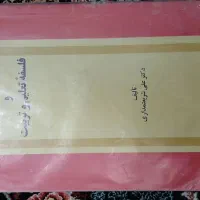 و
فلسفهٔ تعلیم و تربیت
تألیف
دکتر علی شریعتمداری